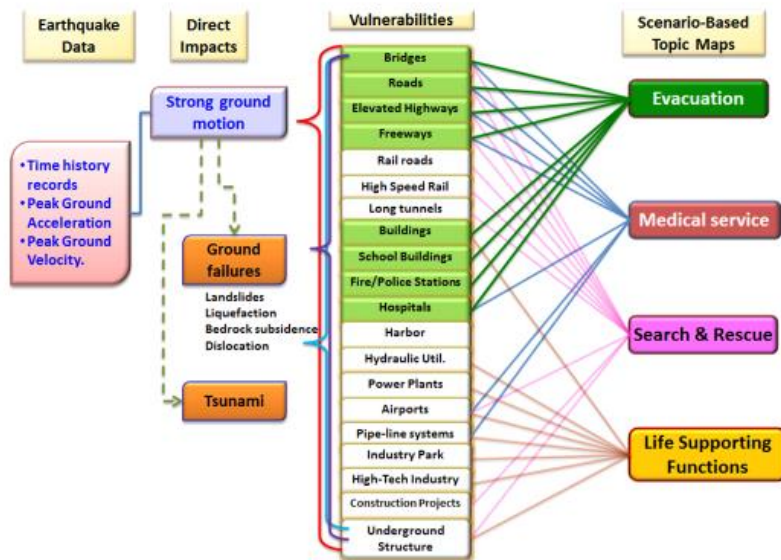 Earthquake
Data
Direct
Impacts
Vulnerabilities
Scenario-Based
Topic Maps
Strong ground
motion
• Time history
records
• Peak Ground
Acceleration
• Peak Ground
Velocity.
Ground
failures
Landslides
Liquefaction
Bedrock subsidence
Dislocation
Tsunami
Bridges
Roads
Elevated Highways
Freeways
Rail roads
High Speed Rail
Long tunnels
Buildings
School Buildings
Fire/Police Stations
Hospitals
Harbor
Hydraulic Util.
Power Plants
Airports
Pipe-line systems
Industry Park
High-Tech Industry
Construction Projects
Underground
Structure
Evacuation
Medical service
Search & Rescue
Life Supporting
Functions